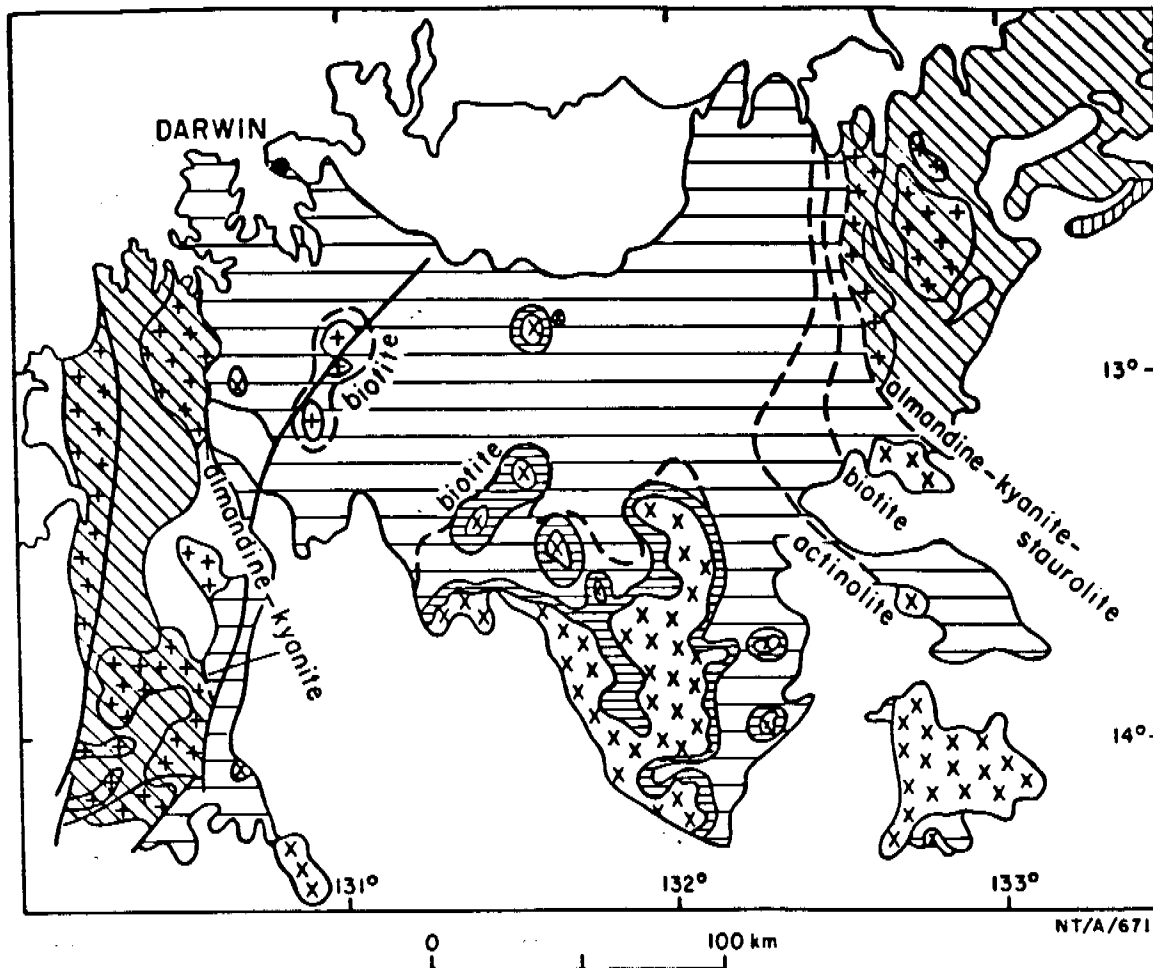 DARWIN
biotite
13°
almandine-kyanite-staurolite
biotite
biotite
almandine-kyanite
actinolite
14°
131°
132°
133°
NT/A/671
0
100 km